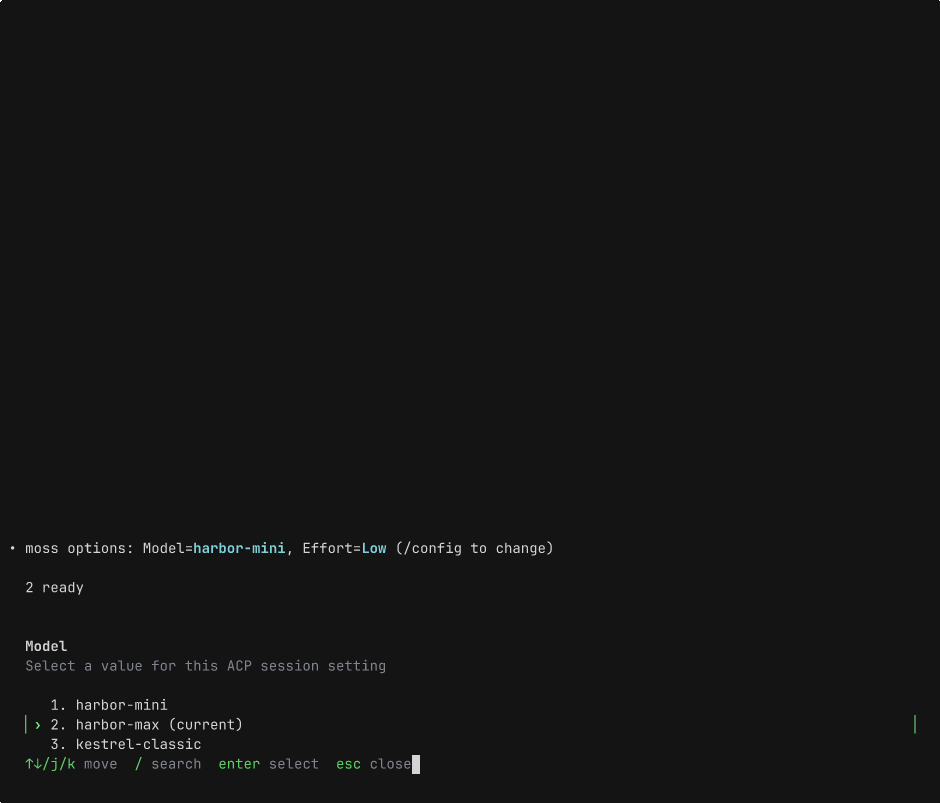 • moss options: Model=harbor-mini, Effort=Low (/config to change)
2 ready
Model
Select a value for this ACP session setting
1. harbor-mini
› 2. harbor-max (current)
3. kestrel-classic
↑↓/j/k move / search enter select esc close